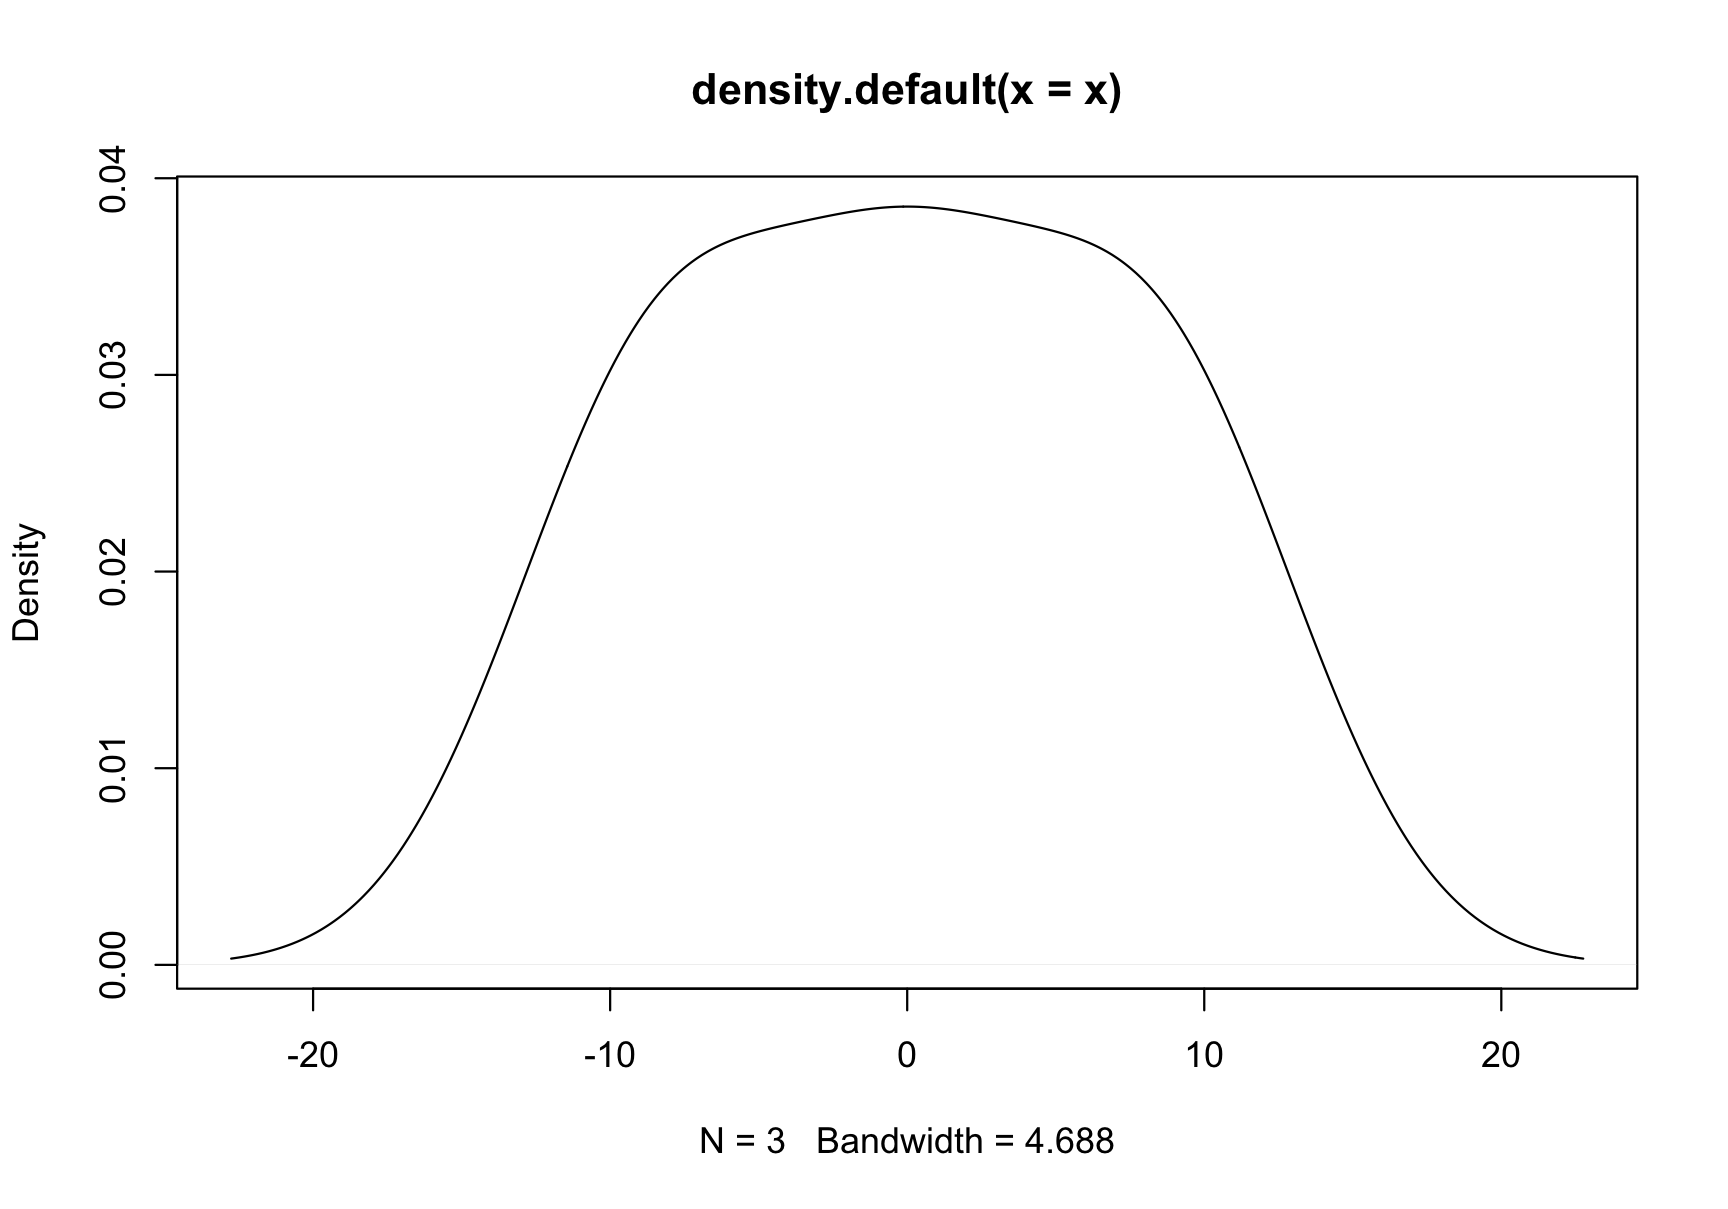 density.default(x = x)
0.04
0.03
0.02
0.01
0.00
Density
-20 -10 0 10 20
N = 3 Bandwidth = 4.688